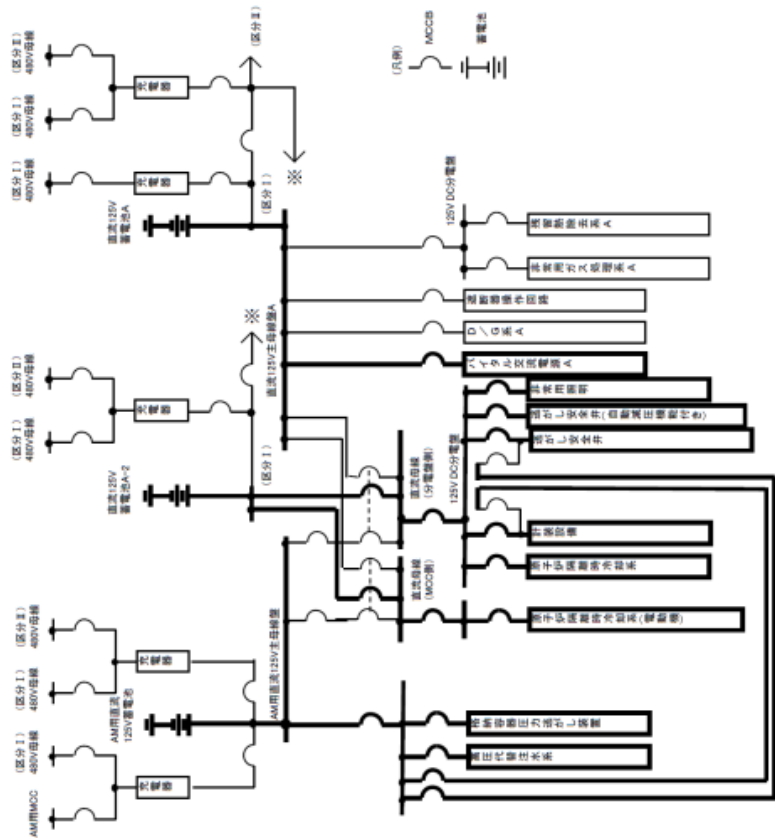 (区分Ⅰ)
480V母線
(区分Ⅱ)
480V母線
(区分Ⅰ)
480V母線
(区分Ⅱ)
480V母線
(区分Ⅰ)
480V母線
(区分Ⅰ)
480V母線
(区分Ⅱ)
480V母線
AM用MCC
(区分Ⅰ)
480V母線
充電器
充電器
充電器
充電器
充電器
AM用直流
125V蓄電池
直流125V
蓄電池A-2
直流125V
蓄電池A
(区分Ⅱ)
(区分Ⅰ)
(区分Ⅰ)
※
※
AM用直流125V主母線盤
直流125V主母線盤A
直流母線
(MCC側)
直流母線
(分電盤側)
125V DC分電盤
125V DC分電盤
高圧代替注水系
格納容器圧力逃がし装置
原子炉隔離時冷却系(電動機)
原子炉隔離時冷却系
計装設備
逃がし安全弁
逃がし安全弁(自動減圧機能付き)
非常用照明
バイタル交流電源A
D/G系A
遮断器操作回路
非常用ガス処理系A
残留熱除去系A
(凡例)
MCCB
蓄電池